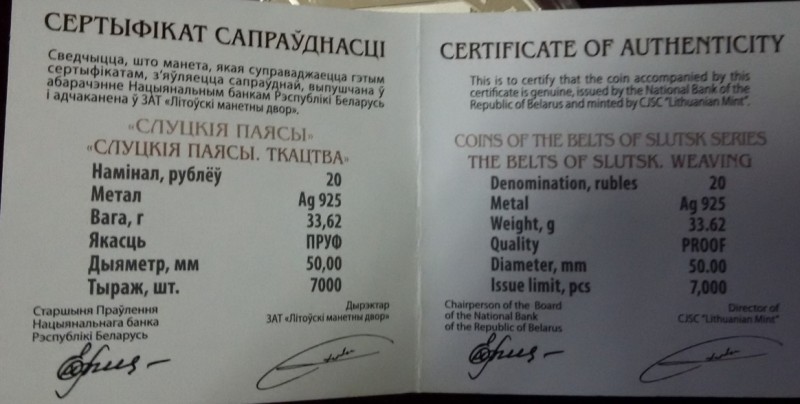 СЕРТЫФІКАТ САПРАЎДНАСЦІ
Сведчыцца, што манета, якая суправаджаецца гэтым
сертыфікатам, з'яўляецца сапраўднай, выпушчана ў
абарачэнне Нацыянальным банкам Рэспублікі Беларусь
і адчаканена ў ЗАТ «Літоўскі манетны двор».
«СЛУЦКІЯ ПАЯСЫ»
«СЛУЦКІЯ ПАЯСЫ. ТКАЦТВА»
Намінал, рублёў 20
Метал Ag 925
Вага, г 33,62
Якасць ПРУФ
Дыяметр, мм 50,00
Тыраж, шт. 7000
Старшыня Праўлення
Нацыянальнага банка
Рэспублікі Беларусь
Дырэктар
ЗАТ «Літоўскі манетны двор»
CERTIFICATE OF AUTHENTICITY
This is to certify that the coin accompanied by this
certificate is genuine, issued by the National Bank of the
Republic of Belarus and minted by CJSC "Lithuanian Mint".
COINS OF THE BELTS OF SLUTSK SERIES
THE BELTS OF SLUTSK. WEAVING
Denomination, rubles 20
Metal Ag 925
Weight, g 33.62
Quality PROOF
Diameter, mm 50.00
Issue limit, pcs 7,000
Chairperson of the Board
of the National Bank
of the Republic of Belarus
Director of
CJSC "Lithuanian Mint"